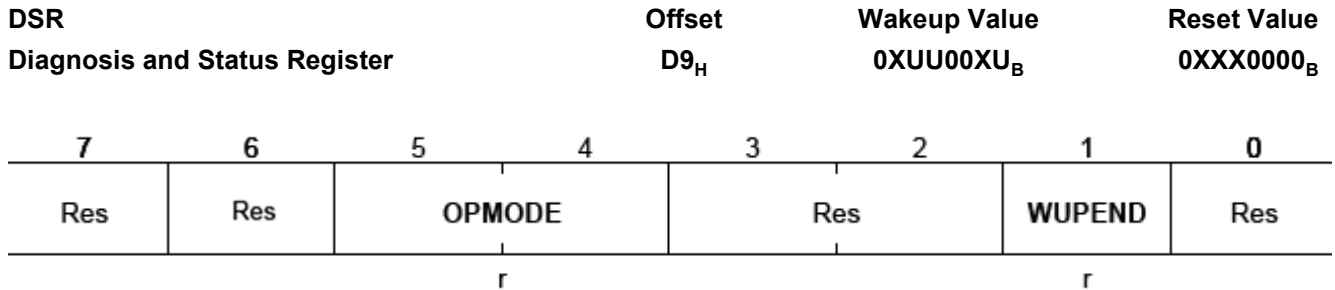 DSR Offset Wakeup Value Reset Value
Diagnosis and Status Register D9H 0XUU00XUB 0XXX0000B
7 6 5 4 3 2 1 0
Res Res OPMODE Res WUPEND Res
r r